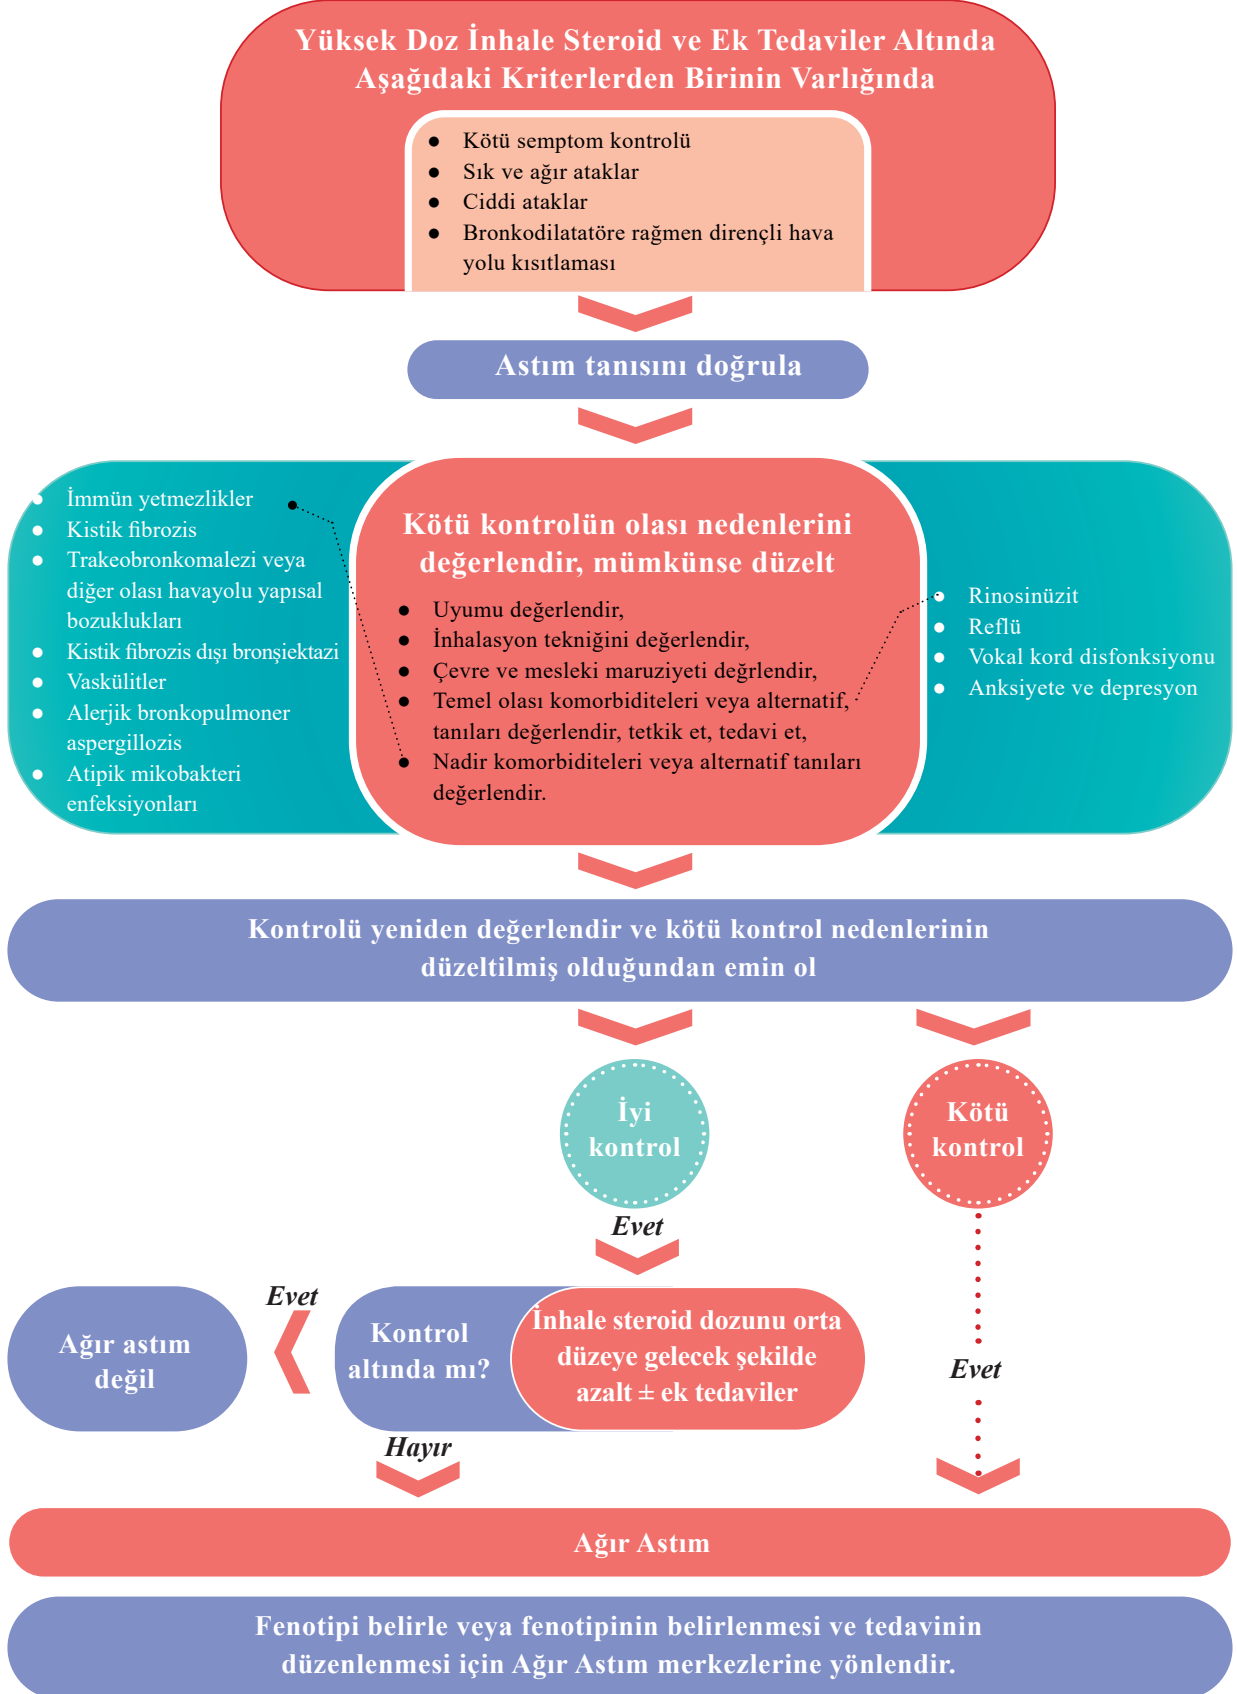 Yüksek Doz İnhale Steroid ve Ek Tedaviler Altında
Aşağıdaki Kriterlerden Birinin Varlığında
● Kötü semptom kontrolü
● Sık ve ağır ataklar
● Ciddi ataklar
● Bronkodilatatöre rağmen dirençli hava
yolu kısıtlaması
Astım tanısını doğrula
● İmmün yetmezlikler
● Kistik fibrozis
● Trakeobronkomalezi veya
diğer olası havayolu yapısal
bozuklukları
● Kistik fibrozis dışı bronşiektazi
● Vaskülitler
● Alerjik bronkopulmoner
aspergillozis
● Atipik mikobakteri
enfeksiyonları
Kötü kontrolün olası nedenlerini
değerlendir, mümkünse düzelt
● Uyumu değerlendir,
● İnhalasyon tekniğini değerlendir,
● Çevre ve mesleki maruziyeti değrlendir,
● Temel olası komorbiditeleri veya alternatif,
tanıları değerlendir, tetkik et, tedavi et,
● Nadir komorbiditeleri veya alternatif tanıları
değerlendir.
● Rinosinüzit
● Reflü
● Vokal kord disfonksiyonu
● Anksiyete ve depresyon
Kontrolü yeniden değerlendir ve kötü kontrol nedenlerinin
düzeltilmiş olduğundan emin ol
İyi
kontrol
Kötü
kontrol
Evet
Evet
Ağır astım
değil
Kontrol
altında mı?
İnhale steroid dozunu orta
düzeye gelecek şekilde
azalt ± ek tedaviler
Evet
Hayır
Ağır Astım
Fenotipi belirle veya fenotipinin belirlenmesi ve tedavinin
düzenlenmesi için Ağır Astım merkezlerine yönlendir.